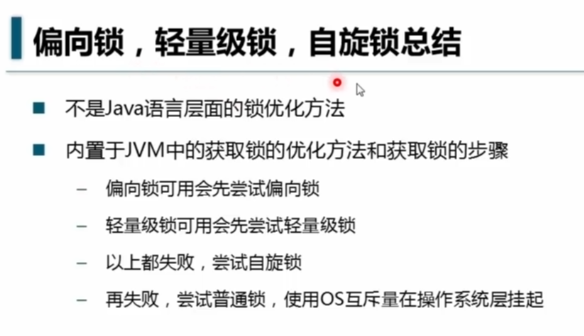 偏向锁，轻量级锁，自旋锁总结
不是Java语言层面的锁优化方法
内置于JVM中的获取锁的优化方法和获取锁的步骤
– 偏向锁可用会先尝试偏向锁
– 轻量级锁可用会先尝试轻量级锁
– 以上都失败，尝试自旋锁
– 再失败，尝试普通锁，使用OS互斥量在操作系统层挂起